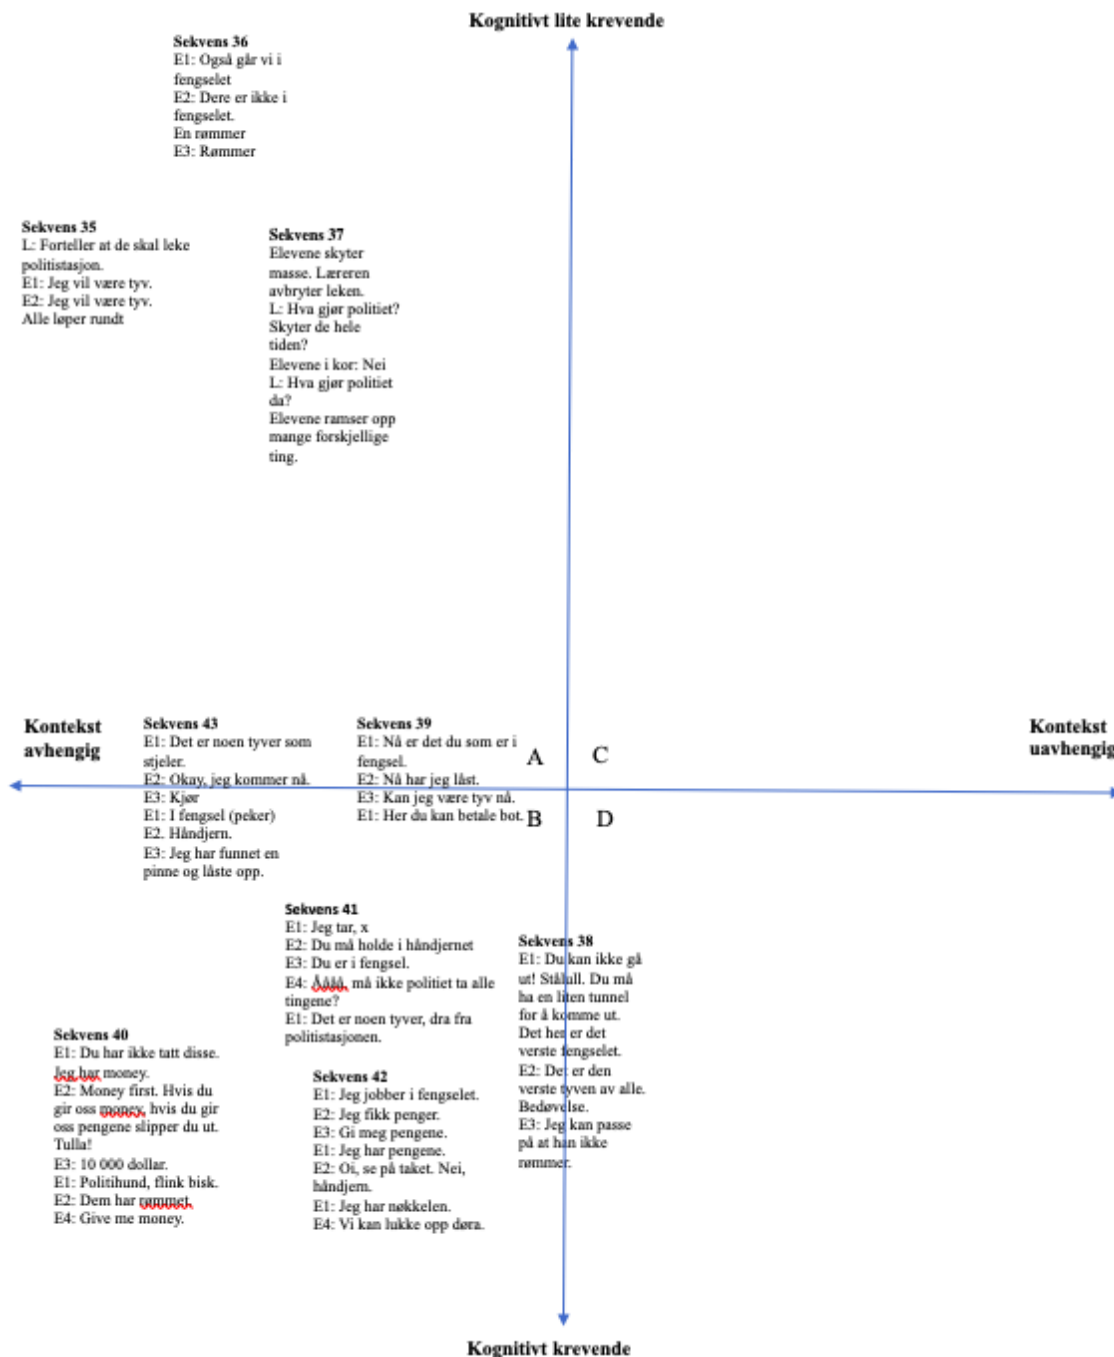 Kognitivt lite krevende
Sekvens 36
E1: Også går vi i
fengselet
E2: Dere er ikke i
fengselet.
En rømmer
E3: Rømmer
Sekvens 35
L: Forteller at de skal leke
politistasjon.
E1: Jeg vil være tyv.
E2: Jeg vil være tyv.
Alle løper rundt
Sekvens 37
Elevene skyter
masse. Læreren
avbryter leken.
L: Hva gjør politiet?
Skyter de hele
tiden?
Elevene i kor: Nei
L: Hva gjør politiet
da?
Elevene ramser opp
mange forskjellige
ting.
Kontekst
avhengig
Sekvens 43
E1: Det er noen tyver som
stjeler.
E2: Okay, jeg kommer nå.
E3: Kjør
E1: I fengsel (peker)
E2. Håndjern.
E3: Jeg har funnet en
pinne og låste opp.
Sekvens 39
E1: Nå er det du som er i
fengsel.
E2: Nå har jeg låst.
E3: Kan jeg være tyv nå.
E1: Her du kan betale bot.
A
C
B
D
Kontekst
uavhengig
Sekvens 41
E1: Jeg tar, x
E2: Du må holde i håndjernet
E3: Du er i fengsel.
E4: Åååå, må ikke politiet ta alle
tingene?
E1: Det er noen tyver, dra fra
politistasjonen.
Sekvens 38
E1: Du kan ikke gå
ut! Stålull. Du må
ha en liten tunnel
for å komme ut.
Det her er det
verste fengselet.
E2: Det er den
verste tyven av alle.
Bedøvelse.
E3: Jeg kan passe
på at han ikke
rømmer.
Sekvens 40
E1: Du har ikke tatt disse.
Jeg har money.
E2: Money first. Hvis du
gir oss money, hvis du gir
oss pengene slipper du ut.
Tulla!
E3: 10 000 dollar.
E1: Politihund, flink bisk.
E2: Dem har rømmet.
E4: Give me money.
Sekvens 42
E1: Jeg jobber i fengselet.
E2: Jeg fikk penger.
E3: Gi meg pengene.
E1: Jeg har pengene.
E2: Oi, se på taket. Nei,
håndjern.
E1: Jeg har nøkkelen.
E4: Vi kan lukke opp døra.
Kognitivt krevende